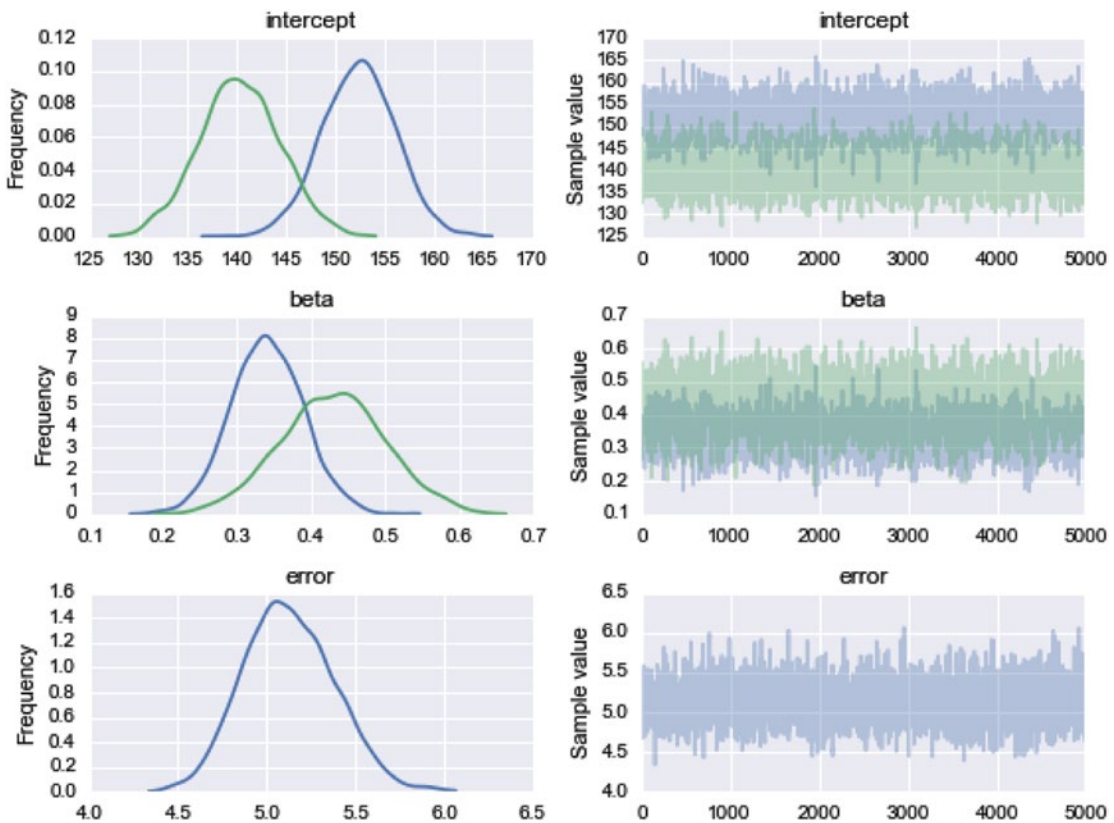 intercept
Frequency
0.12
0.10
0.08
0.06
0.04
0.02
0.00
125 130 135 140 145 150 155 160 165 170
intercept
Sample value
170
165
160
155
150
145
140
135
130
125
0 1000 2000 3000 4000 5000
beta
Frequency
9
8
7
6
5
4
3
2
1
0
0.1 0.2 0.3 0.4 0.5 0.6 0.7
beta
Sample value
0.7
0.6
0.5
0.4
0.3
0.2
0.1
0 1000 2000 3000 4000 5000
error
Frequency
1.6
1.4
1.2
1.0
0.8
0.6
0.4
0.2
0.0
4.0 4.5 5.0 5.5 6.0 6.5
error
Sample value
6.5
6.0
5.5
5.0
4.5
4.0
0 1000 2000 3000 4000 5000